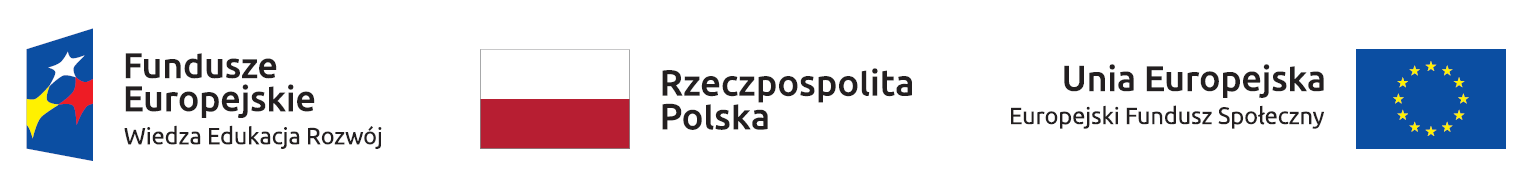 Fundusze
Europejskie
Wiedza Edukacja Rozwój
Rzeczpospolita
Polska
Unia Europejska
Europejski Fundusz Społeczny